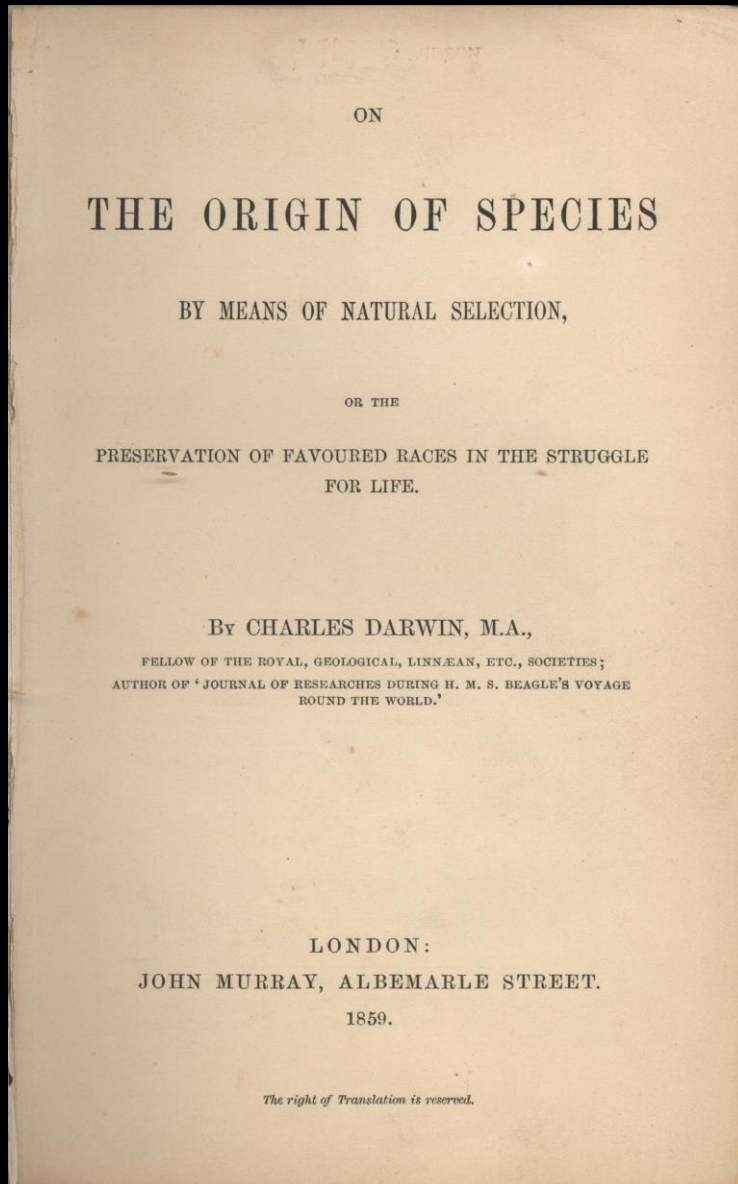 ON
THE ORIGIN OF SPECIES
BY MEANS OF NATURAL SELECTION,
OR THE
PRESERVATION OF FAVOURED RACES IN THE STRUGGLE
FOR LIFE.
BY CHARLES DARWIN, M.A.,
FELLOW OF THE ROYAL, GEOLOGICAL, LINNÆAN, ETC., SOCIETIES;
AUTHOR OF ‘JOURNAL OF RESEARCHES DURING H. M. S. BEAGLE’S VOYAGE
ROUND THE WORLD.’
LONDON:
JOHN MURRAY, ALBEMARLE STREET.
1859.
The right of Translation is reserved.